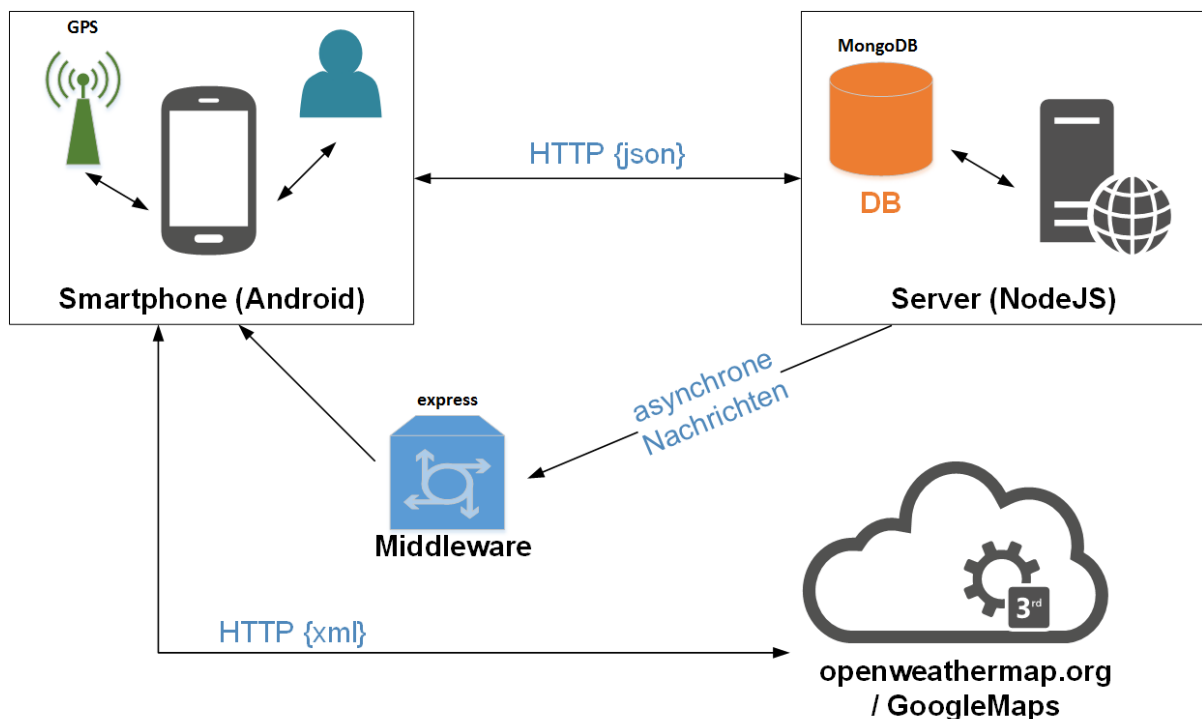 GPS
Smartphone (Android)
HTTP {json}
MongoDB
DB
Server (NodeJS)
asynchrone
Nachrichten
express
Middleware
HTTP {xml}
3rd
openweathermap.org
/ GoogleMaps